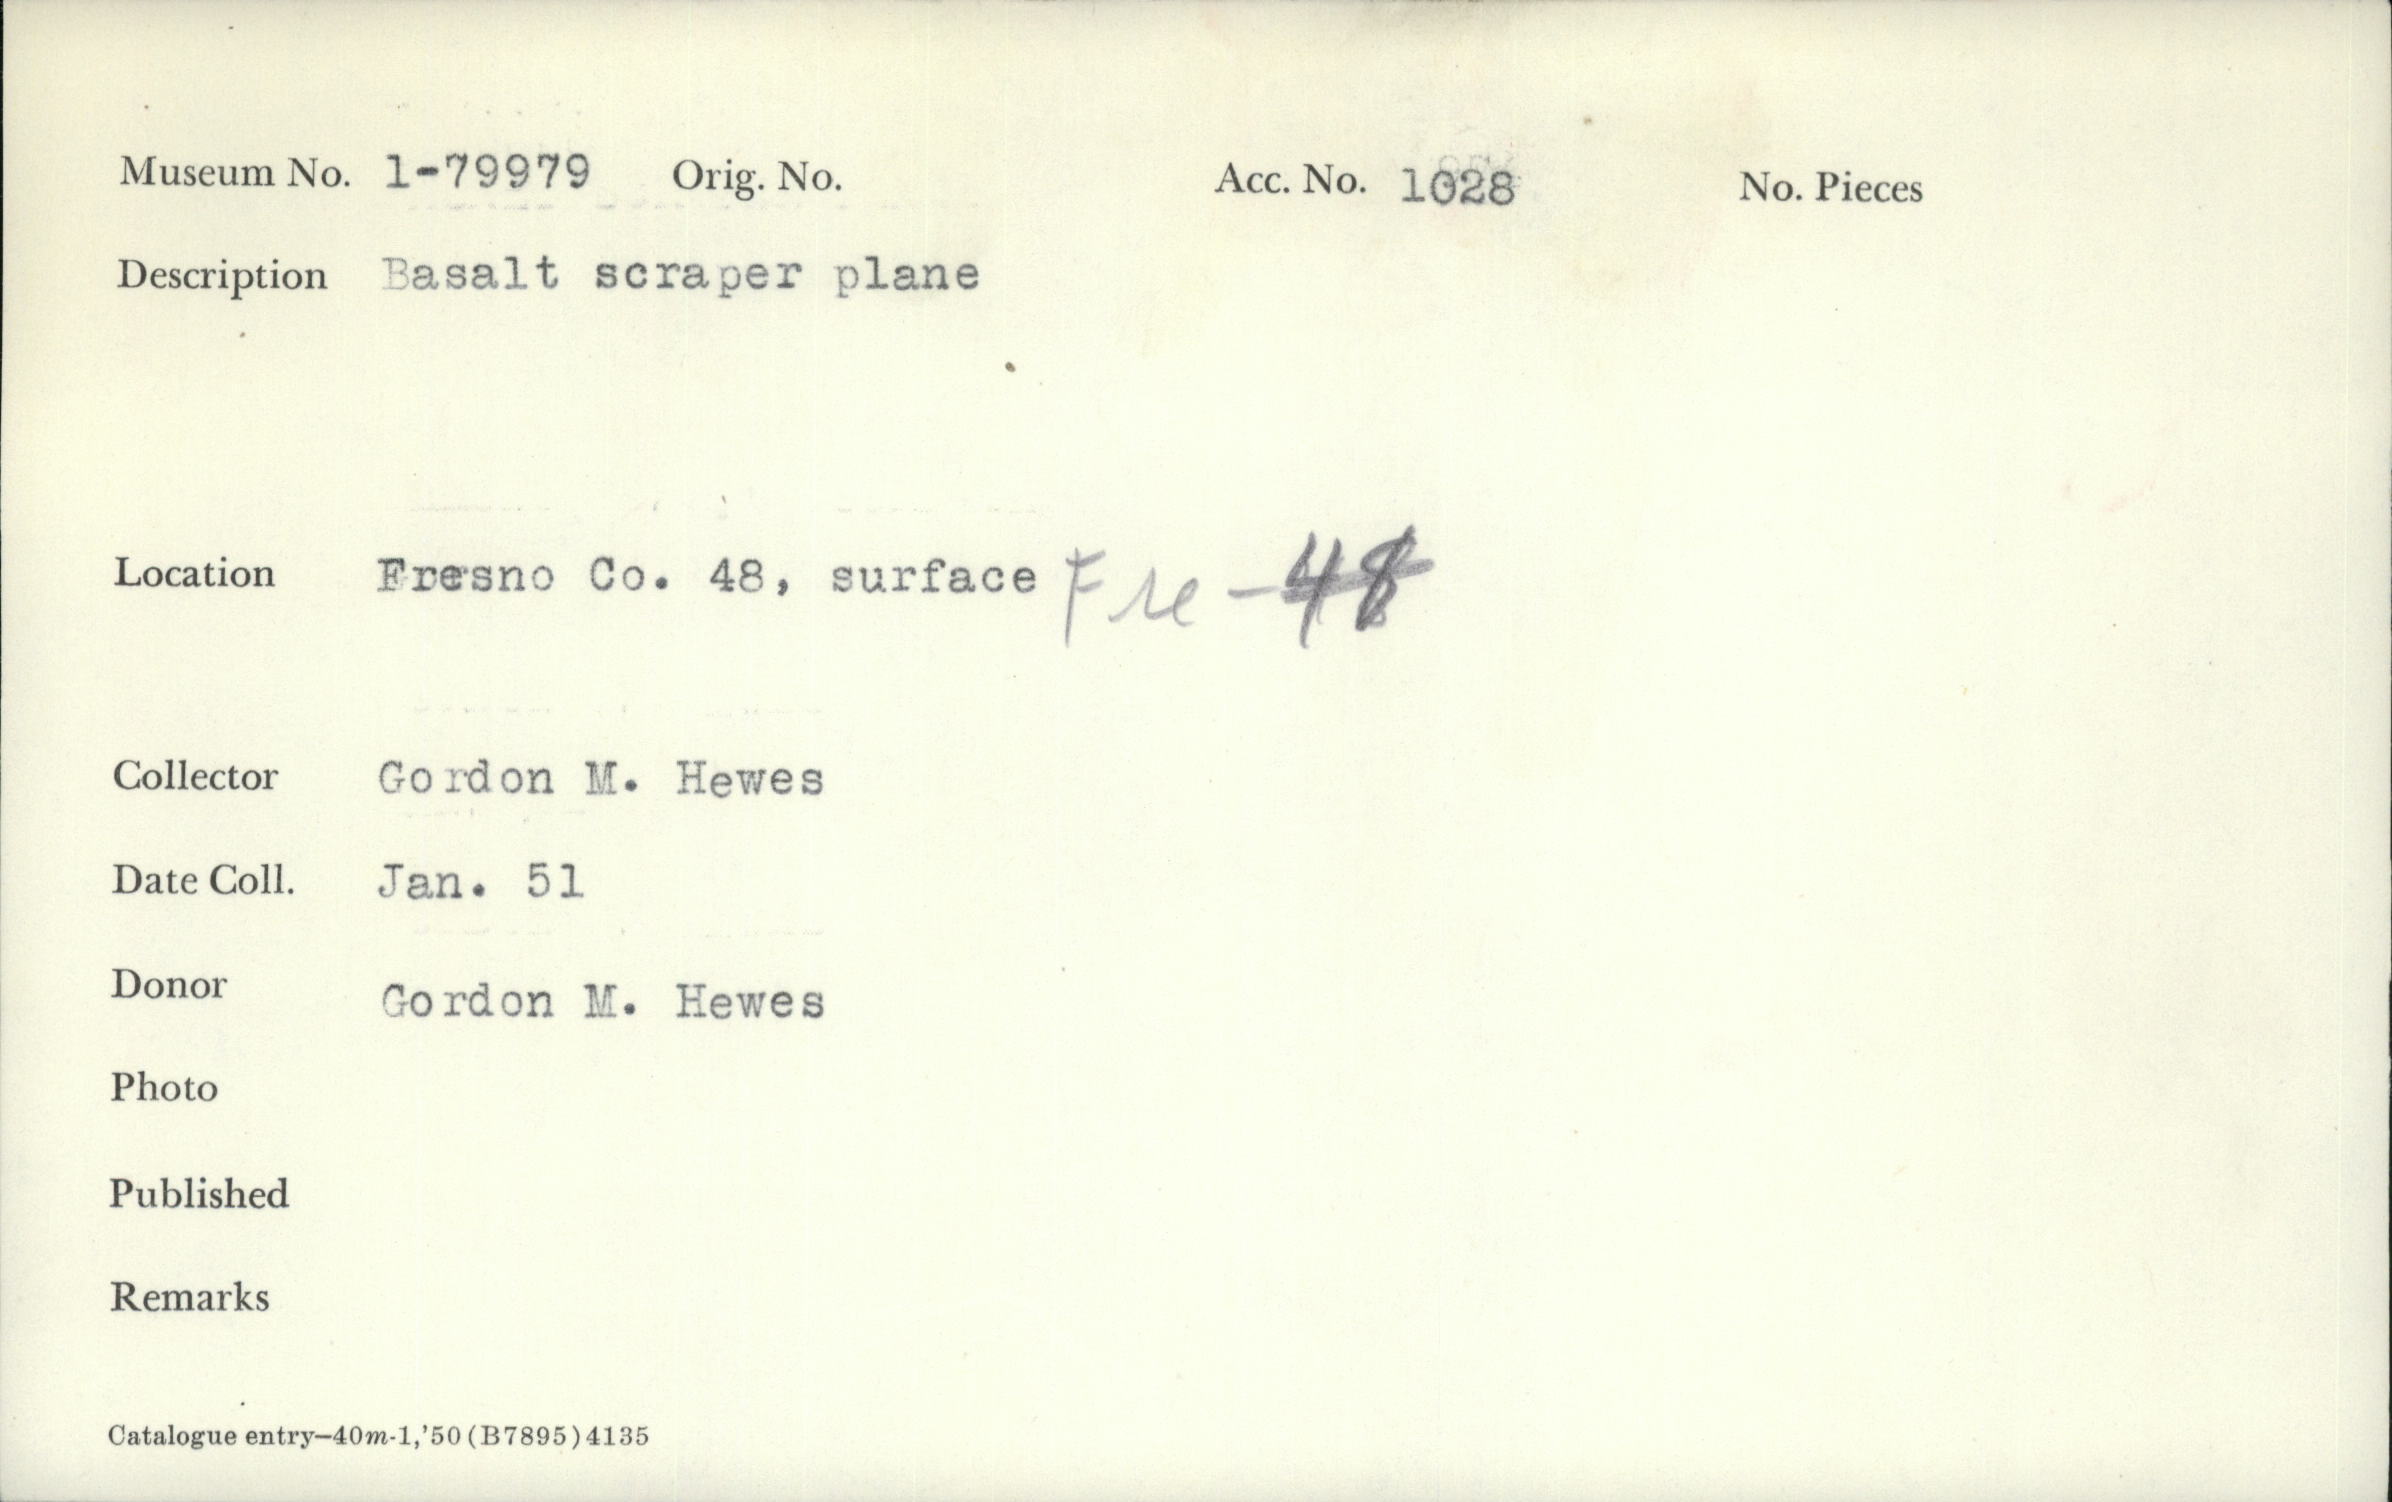 Museum No. 1-79979 Orig. No. Acc. No. 1028 No. Pieces
Description Basalt scraper plane
Location Fresno Co. 48, surface Fre-48
Collector Gordon M. Hewes
Date Coll. Jan. 51
Donor Gordon M. Hewes
Photo
Published
Remarks
Catalogue entry—40m-1,'50(B7895)4135